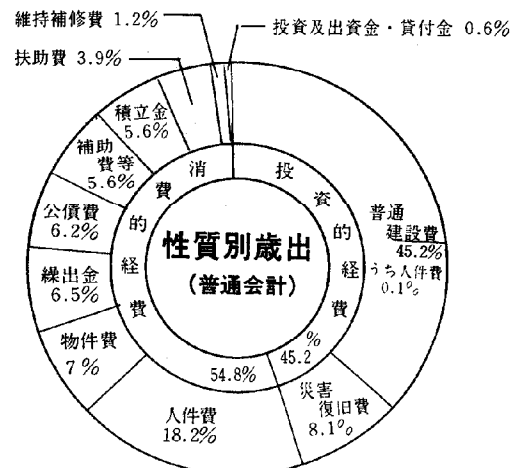 維持補修費 1.2%
投資及出資金・貸付金 0.6%
扶助費 3.9%
積立金
5.6%
補助
費等
5.6%
公債費
6.2%
繰出金
6.5%
物件費
7%
人件費
18.2%
災害
復旧費
8.1%
普通
建設費
45.2%
うち人件費
0.1%
消費的経費
54.8%
投資的経費
45.2%
性質別歳出
(普通会計)